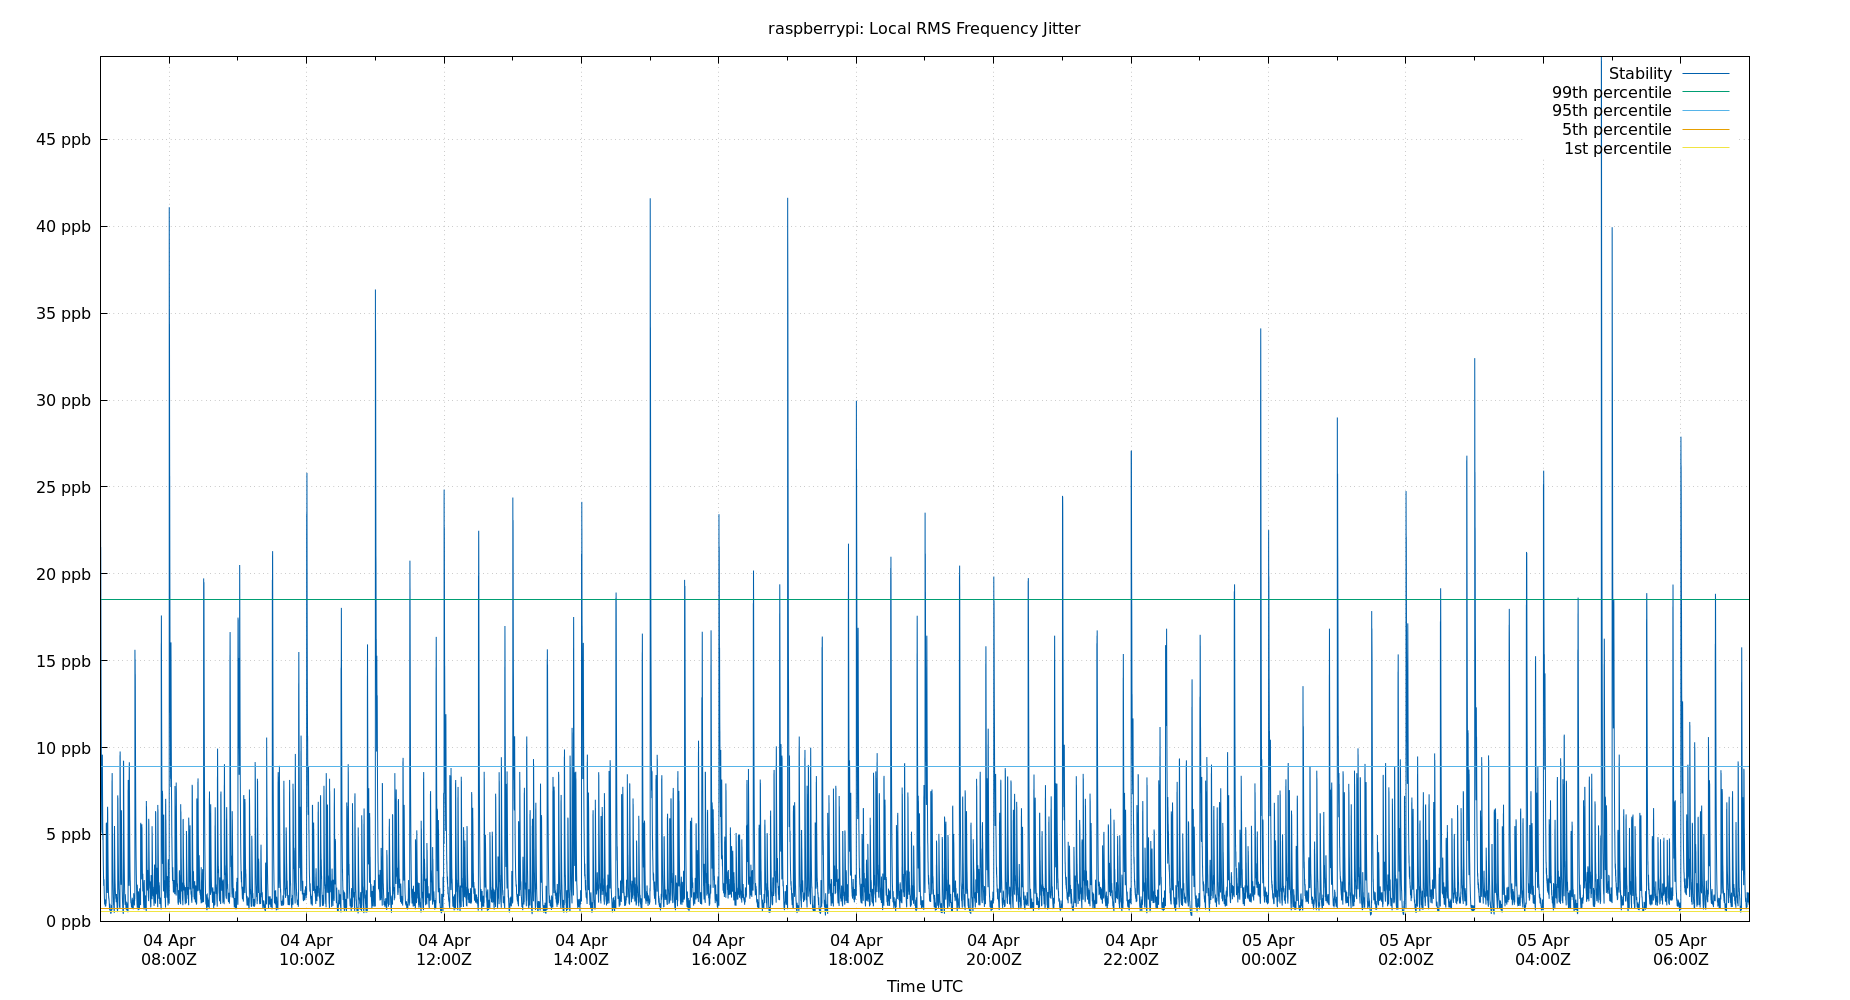 raspberrypi: Local RMS Frequency Jitter
Stability
99th percentile
95th percentile
5th percentile
1st percentile
45 ppb
40 ppb
35 ppb
30 ppb
25 ppb
20 ppb
15 ppb
10 ppb
5 ppb
0 ppb
04 Apr 04 Apr 04 Apr 04 Apr 04 Apr 04 Apr 04 Apr 04 Apr 05 Apr 05 Apr 05 Apr 05 Apr
08:00Z 10:00Z 12:00Z 14:00Z 16:00Z 18:00Z 20:00Z 22:00Z 00:00Z 02:00Z 04:00Z 06:00Z
Time UTC